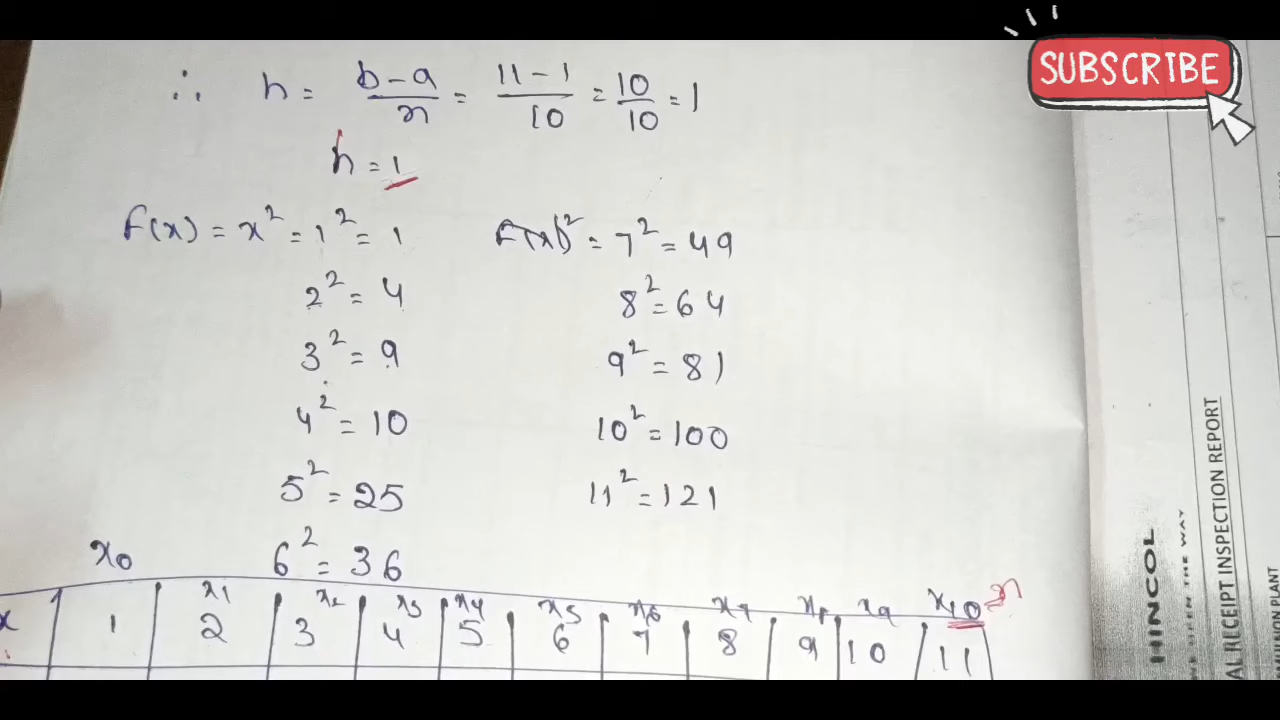 SUBSCRIBE
∴ h = b-a/n = 11-1/10 = 10/10 = 1
h = 1
F(x) = x² = 1² = 1
2² = 4
3² = 9
4² = 10
5² = 25
6² = 36
F(x)² = 7² = 49
8² = 64
9² = 81
10² = 100
11² = 121
x₀ x₁ x₂ x₃ x₄ x₅ x₆ x₇ x₈ x₉ x₁₀ n
x 1 2 3 4 5 6 7 8 9 10 11
HINCOL
AL RECEIPT INSPECTION REPORT